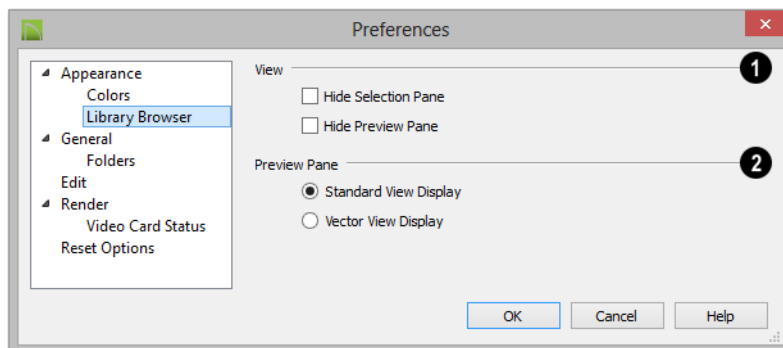 Preferences
Appearance
Colors
Library Browser
General
Folders
Edit
Render
Video Card Status
Reset Options
View
1
Hide Selection Pane
Hide Preview Pane
Preview Pane
2
Standard View Display
Vector View Display
OK Cancel Help